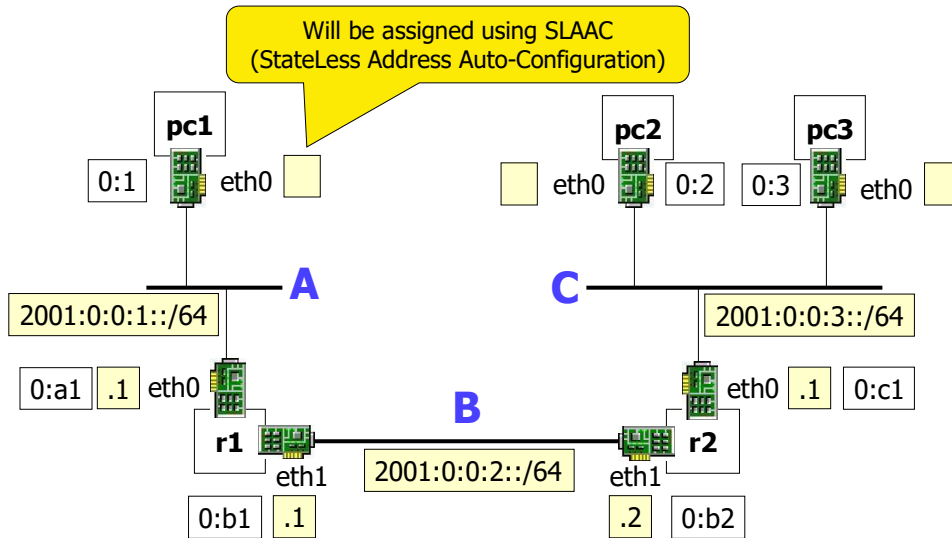 Will be assigned using SLAAC
(StateLess Address Auto-Configuration)
pc1
pc2
pc3
0:1
eth0
eth0
0:2
0:3
eth0
A
C
2001:0:0:1::/64
2001:0:0:3::/64
0:a1
.1
eth0
eth0
.1
0:c1
B
r1
r2
eth1
2001:0:0:2::/64
eth1
0:b1
.1
.2
0:b2